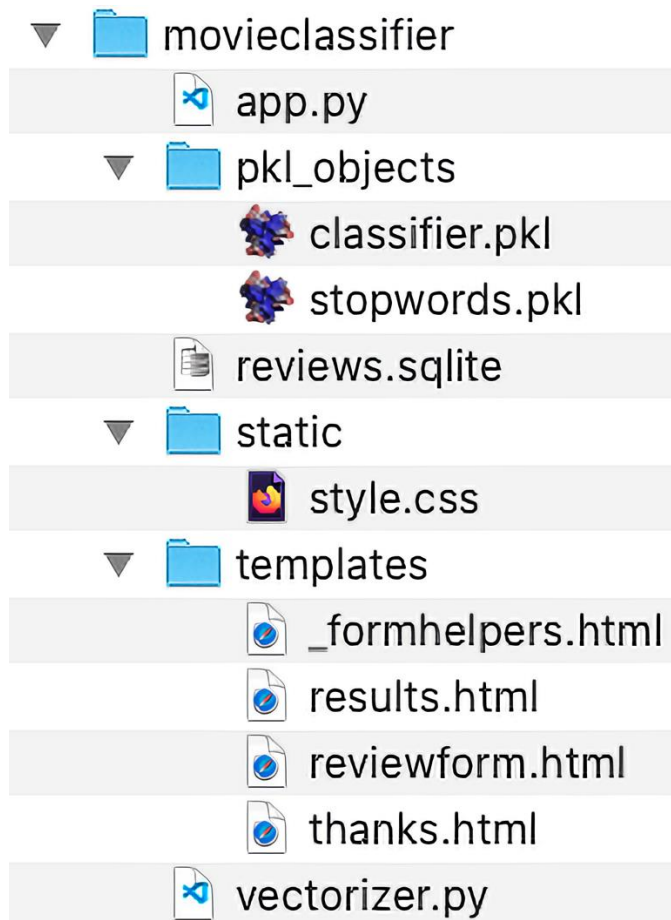 movieclassifier
app.py
pkl_objects
classifier.pkl
stopwords.pkl
reviews.sqlite
static
style.css
templates
_formhelpers.html
results.html
reviewform.html
thanks.html
vectorizer.py